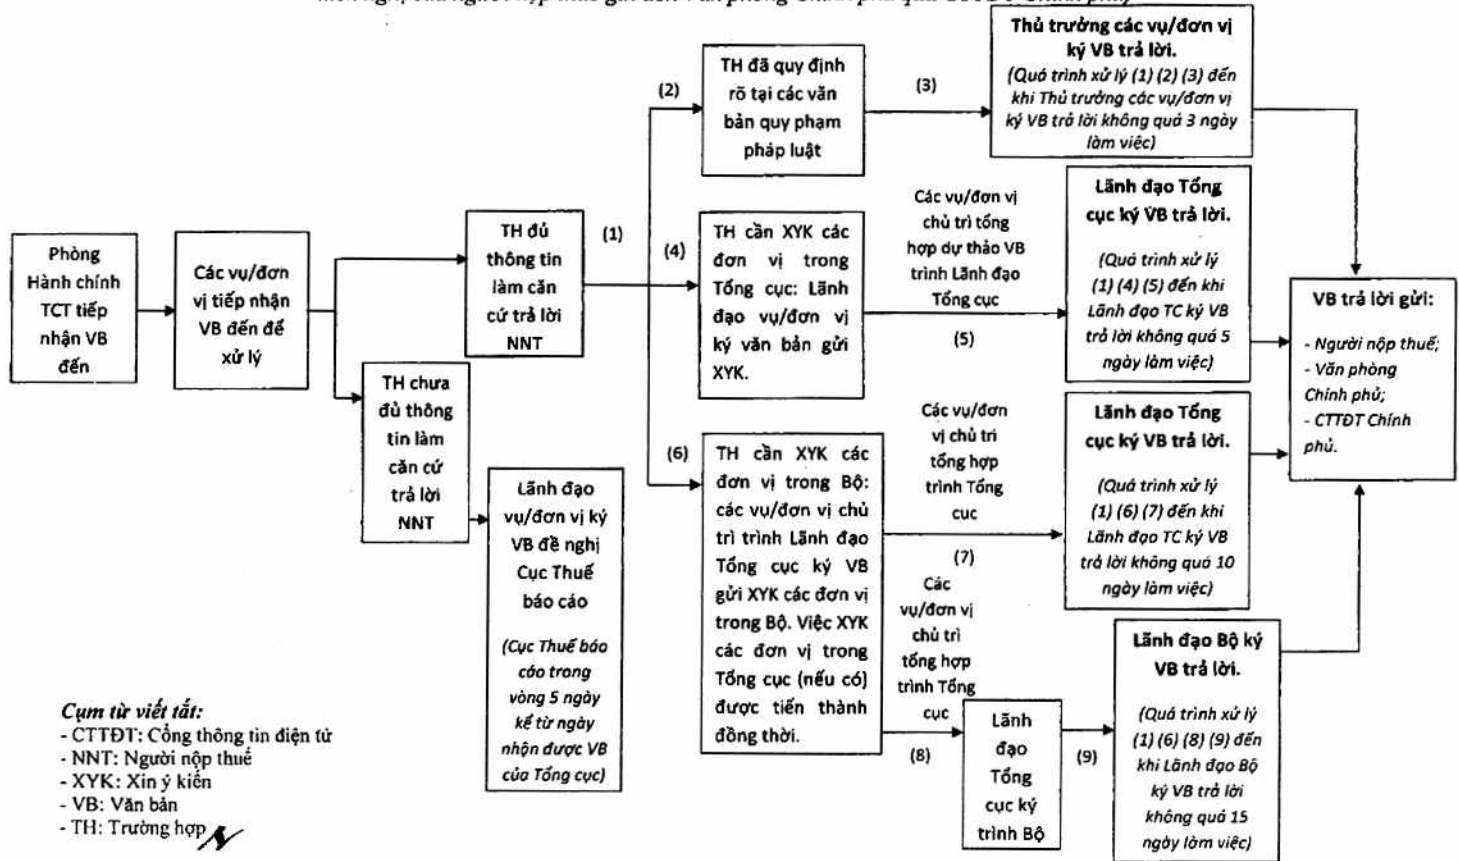 của người nộp thuế gửi đến Văn phòng Chính phủ qua
Phòng
Hành chính
TCT tiếp
nhận VB
đến
Các vụ/đơn
vị tiếp nhận
VB đến để
xử lý
TH đủ
thông tin
làm căn
cứ trả lời
NNT
TH chưa
đủ thông
tin làm
căn cứ
trả lời
NNT
Lãnh đạo
vụ/đơn vị ký
VB đề nghị
Cục Thuế
báo cáo
(Cục Thuế báo
cáo trong
vòng 5 ngày
kể từ ngày
nhận được VB
của Tổng cục)
(1)
(2)
TH đã quy định
rõ tại các văn
bản quy phạm
pháp luật
(3)
Thủ trưởng các vụ/đơn vị
ký VB trả lời.
(Quá trình xử lý (1) (2) (3) đến
khi Thủ trưởng các vụ/đơn vị
ký VB trả lời không quá 3 ngày
làm việc)
(4)
TH cần XYK các
đơn vị trong
Tổng cục: Lãnh
đạo vụ/đơn vị
ký văn bản gửi
XYK.
Các vụ/đơn vị
chủ trì tổng
hợp dự thảo VB
trình Lãnh đạo
Tổng cục
(5)
Lãnh đạo Tổng
cục ký VB trả lời.
(Quá trình xử lý
(1) (4) (5) đến khi
Lãnh đạo TC ký VB
trả lời không quá 5
ngày làm việc)
(6)
TH cần XYK các
đơn vị trong Bộ:
các vụ/đơn vị chủ
trì trình Lãnh đạo
Tổng cục ký VB
gửi XYK các đơn vị
trong Bộ. Việc XYK
các đơn vị trong
Tổng cục (nếu có)
được tiến thành
đồng thời.
Các vụ/đơn
vị chủ trì
tổng hợp
trình Tổng
cục
(7)
Lãnh đạo Tổng
cục ký VB trả lời.
(Quá trình xử lý
(1) (6) (7) đến khi
Lãnh đạo TC ký VB
trả lời không quá 10
ngày làm việc)
Các
vụ/đơn vị
chủ trì
tổng hợp
trình Tổng
cục
(8)
Lãnh
đạo
Tổng
cục ký
trình Bộ
(9)
Lãnh đạo Bộ ký
VB trả lời.
(Quá trình xử lý
(1) (6) (8) (9) đến
khi Lãnh đạo Bộ
ký VB trả lời
không quá 15
ngày làm việc)
VB trả lời gửi:
- Người nộp thuế;
- Văn phòng
Chính phủ;
- CTTĐT Chính
phủ.
Cụm từ viết tắt:
- CTTĐT: Cổng thông tin điện tử
- NNT: Người nộp thuế
- XYK: Xin ý kiến
- VB: Văn bản
- TH: Trường hợp